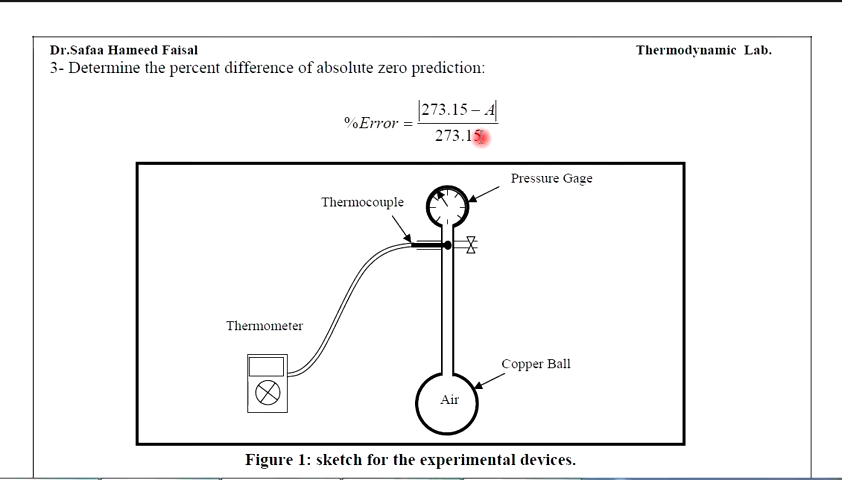 Dr.Safaa Hameed Faisal Thermodynamic Lab.
3- Determine the percent difference of absolute zero prediction:
%Error = |273.15 – A|
273.15
Pressure Gage
Thermocouple
Thermometer
Copper Ball
Air
Figure 1: sketch for the experimental devices.